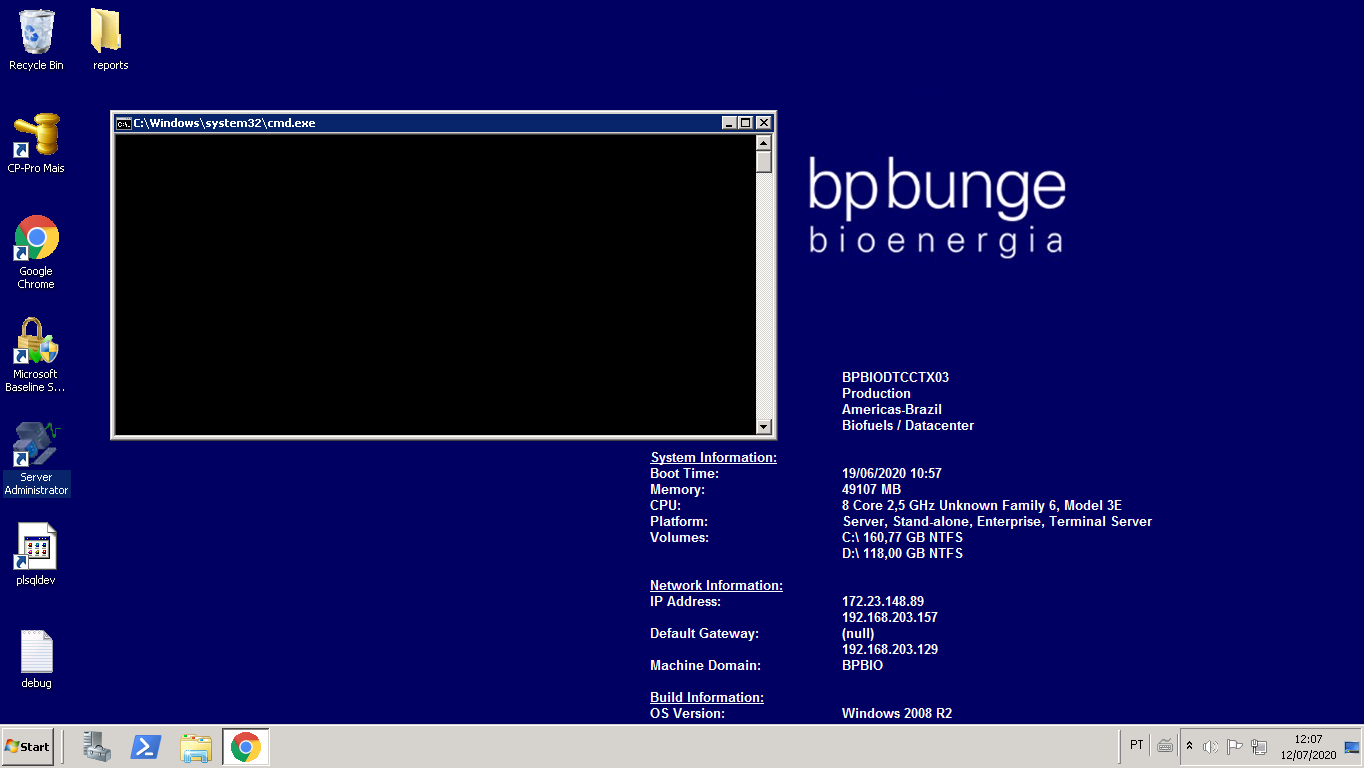 Recycle Bin
reports
CP-Pro Mais
Google
Chrome
Microsoft
Baseline S...
Server
Administrator
plsqldev
debug
C:\Windows\system32\cmd.exe
bp bunge
bioenergia
BPBIODTCCTX03
Production
Americas-Brazil
Biofuels / Datacenter
System Information:
Boot Time: 19/06/2020 10:57
Memory: 49107 MB
CPU: 8 Core 2,5 GHz Unknown Family 6, Model 3E
Platform: Server, Stand-alone, Enterprise, Terminal Server
Volumes: C:\ 160,77 GB NTFS
D:\ 118,00 GB NTFS
Network Information:
IP Address: 172.23.148.89
192.168.203.157
Default Gateway: (null)
192.168.203.129
Machine Domain: BPBIO
Build Information:
OS Version: Windows 2008 R2
Start
PT
12:07
12/07/2020